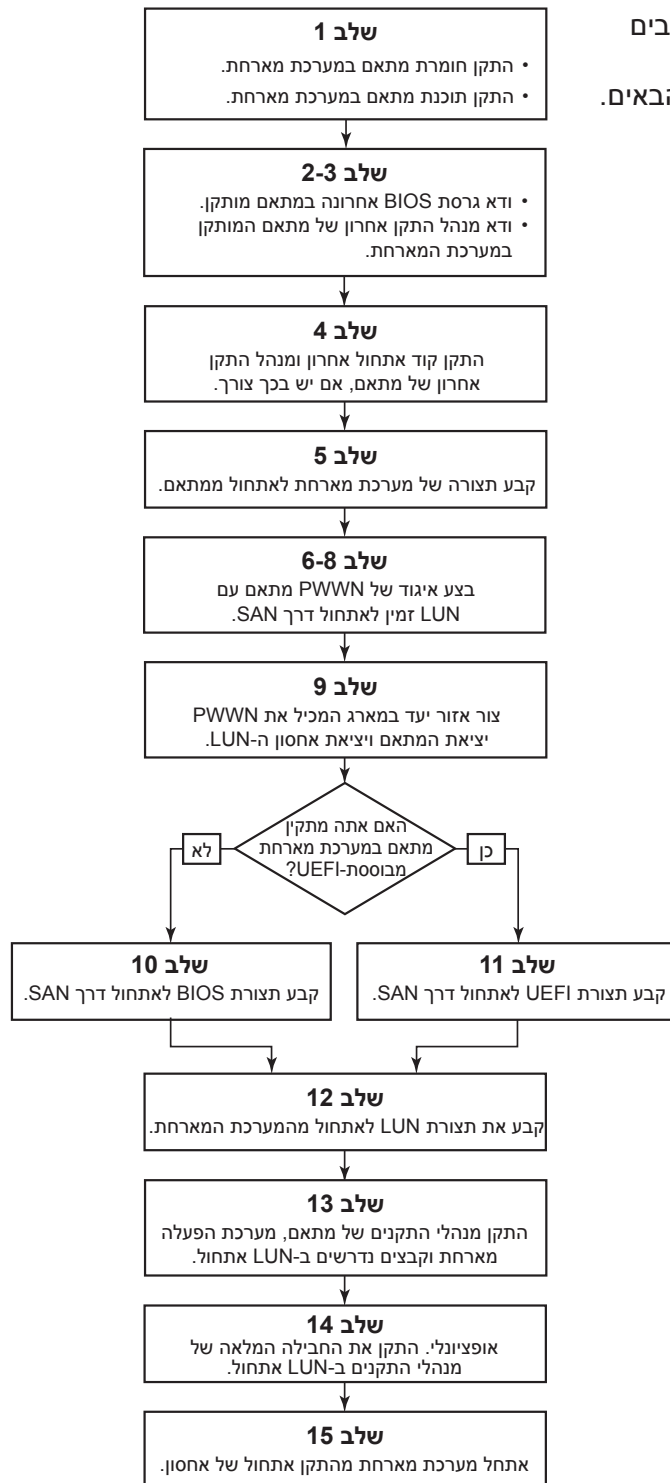 בים
הבאים.
שלב 1
• התקן חומרת מתאם במערכת מארחת.
• התקן תוכנת מתאם במערכת מארחת.
שלב 2-3
• ודא גרסת BIOS אחרונה במתאם מותקן.
• ודא מנהל התקן אחרון של מתאם המותקן
במערכת המארחת.
שלב 4
התקן קוד אתחול אחרון ומנהל התקן
אחרון של מתאם, אם יש בכך צורך.
שלב 5
קבע תצורה של מערכת מארחת לאתחול ממתאם.
שלב 6-8
בצע איגוד של PWWN מתאם עם
LUN זמין לאתחול דרך SAN.
שלב 9
צור אזור יעד במארג המכיל את PWWN
יציאת המתאם ויציאת אחסון ה-LUN.
האם אתה מתקין
מתאם במערכת מארחת
מבוססת-UEFI?
כן
לא
שלב 11
קבע תצורת UEFI לאתחול דרך SAN.
שלב 10
קבע תצורת BIOS לאתחול דרך SAN.
שלב 12
קבע את תצורת LUN לאתחול מהמערכת המארחת.
שלב 13
התקן מנהלי התקנים של מתאם, מערכת הפעלה
מארחת וקבצים נדרשים ב-LUN אתחול.
שלב 14
אופציונלי. התקן את החבילה המלאה של
מנהלי התקנים ב-LUN אתחול.
שלב 15
אתחל מערכת מארחת מהתקן אתחול של אחסון.